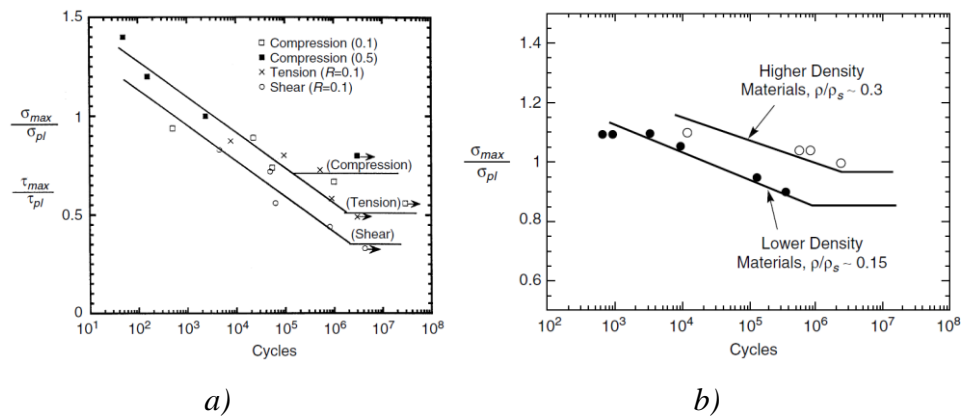 1.5
1
0.5
0
σmax
σpl
τmax
τpl
□ Compression (0.1)
■ Compression (0.5)
× Tension (R=0.1)
○ Shear (R=0.1)
(Compression)
(Tension)
(Shear)
10¹ 10² 10³ 10⁴ 10⁵ 10⁶ 10⁷ 10⁸
Cycles
a)
1.4
1.2
1
0.8
0.6
σmax
σpl
Higher Density
Materials, ρ/ρs ~ 0.3
Lower Density
Materials, ρ/ρs ~ 0.15
10² 10³ 10⁴ 10⁵ 10⁶ 10⁷ 10⁸
Cycles
b)